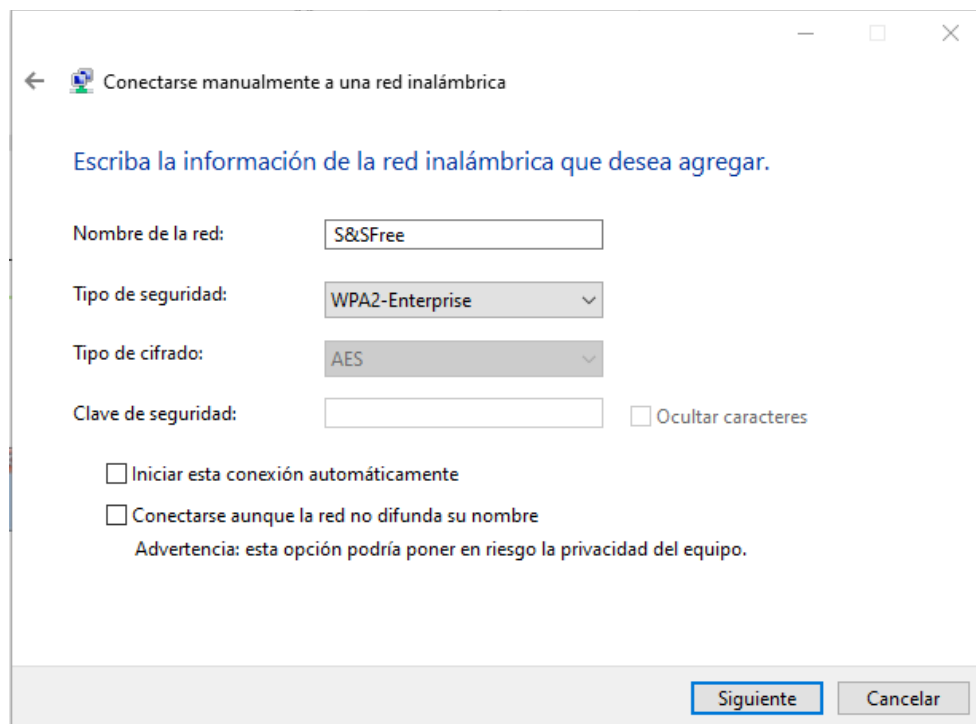 Conectarse manualmente a una red inalámbrica
Escriba la información de la red inalámbrica que desea agregar.
Nombre de la red: S&SFree
Tipo de seguridad: WPA2-Enterprise
Tipo de cifrado: AES
Clave de seguridad: Ocultar caracteres
Iniciar esta conexión automáticamente
Conectarse aunque la red no difunda su nombre
Advertencia: esta opción podría poner en riesgo la privacidad del equipo.
Siguiente Cancelar